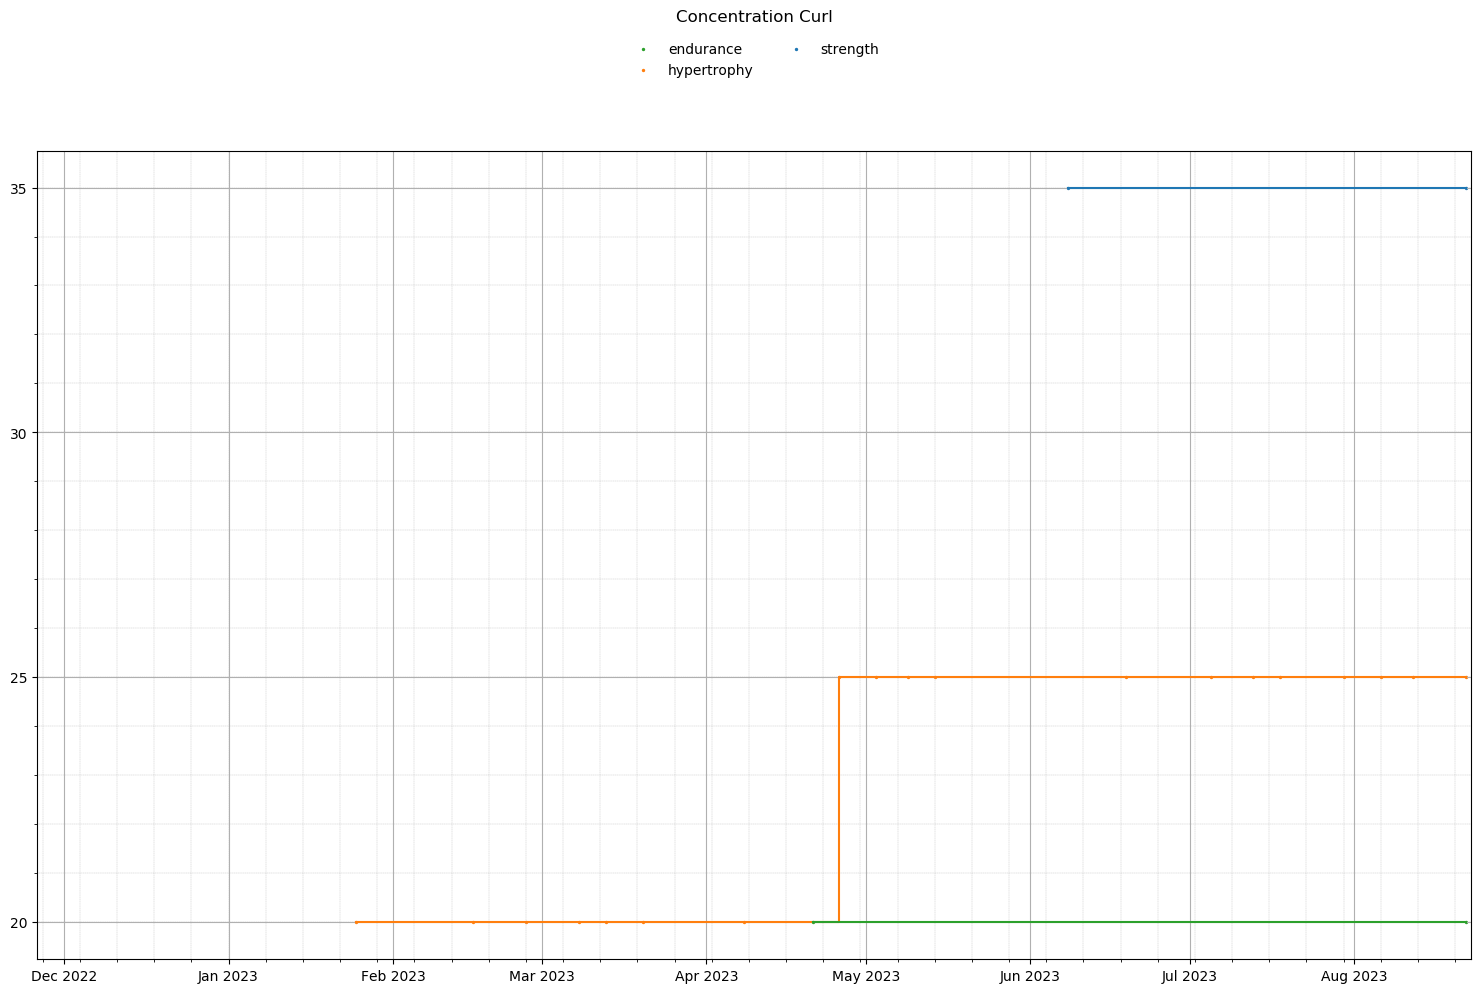 Concentration Curl
endurance
strength
hypertrophy
35
30
25
20
Dec 2022
Jan 2023
Feb 2023
Mar 2023
Apr 2023
May 2023
Jun 2023
Jul 2023
Aug 2023